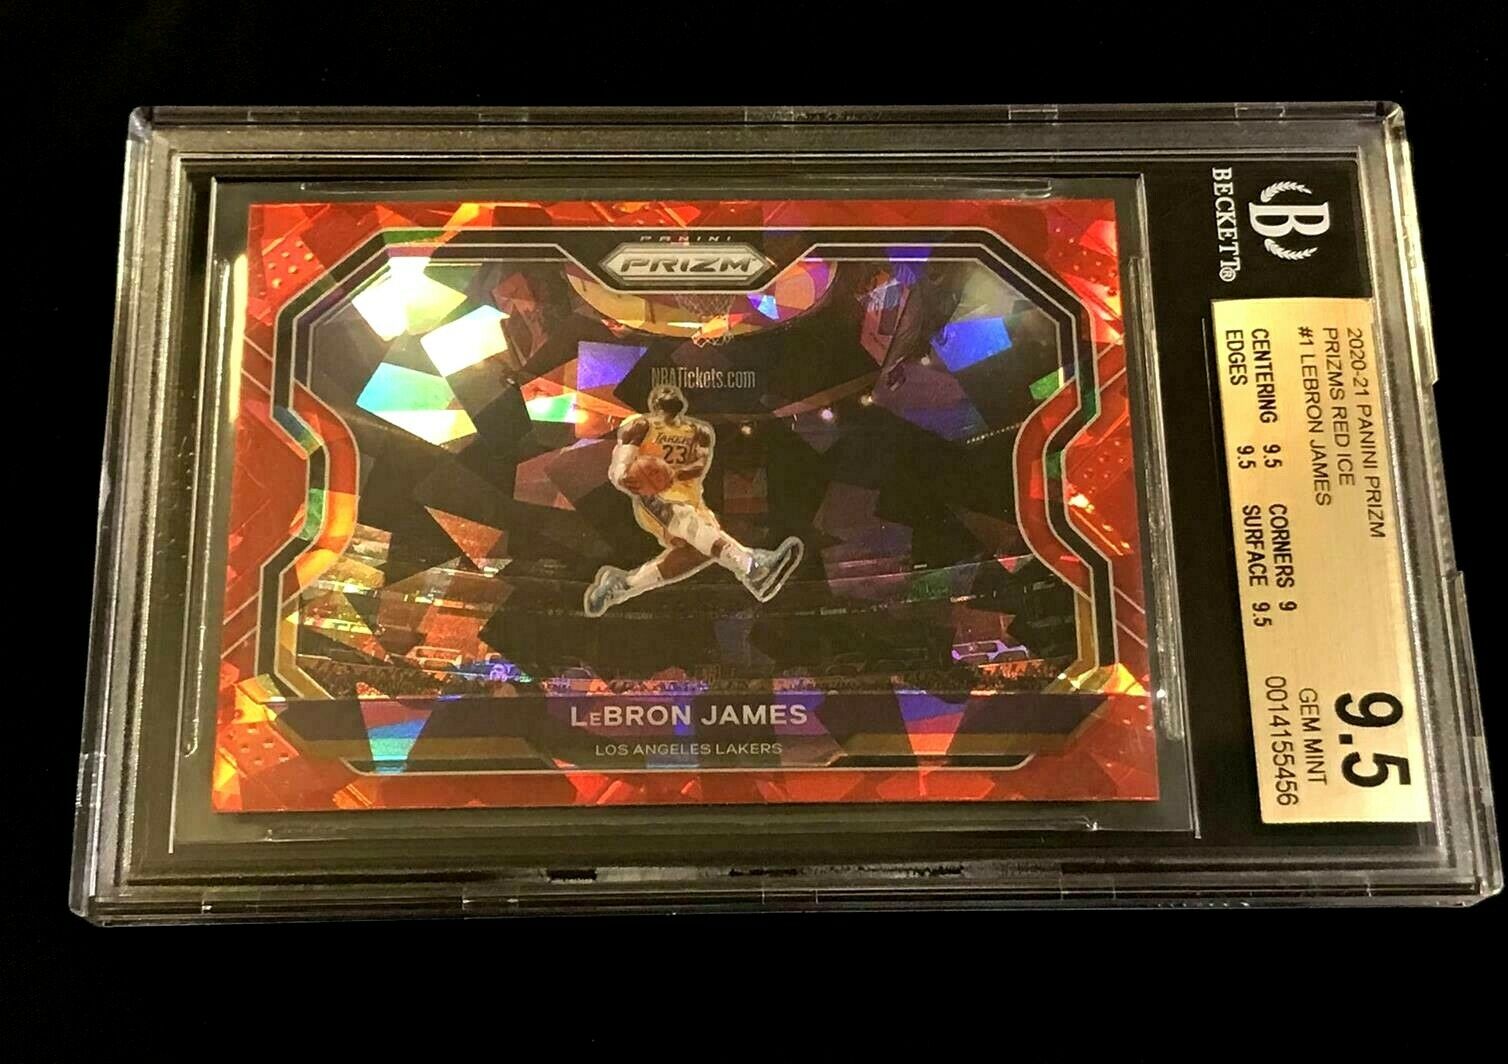 PANINI
PRIZM
NBATickets.com
LAKERS
23
LeBRON JAMES
LOS ANGELES LAKERS
B
BECKETT®
2020-21 PANINI PRIZM
PRIZMS RED ICE
#1 LEBRON JAMES
CENTERING 9.5 CORNERS 9
EDGES 9.5 SURFACE 9.5
9.5
GEM MINT
0014155456